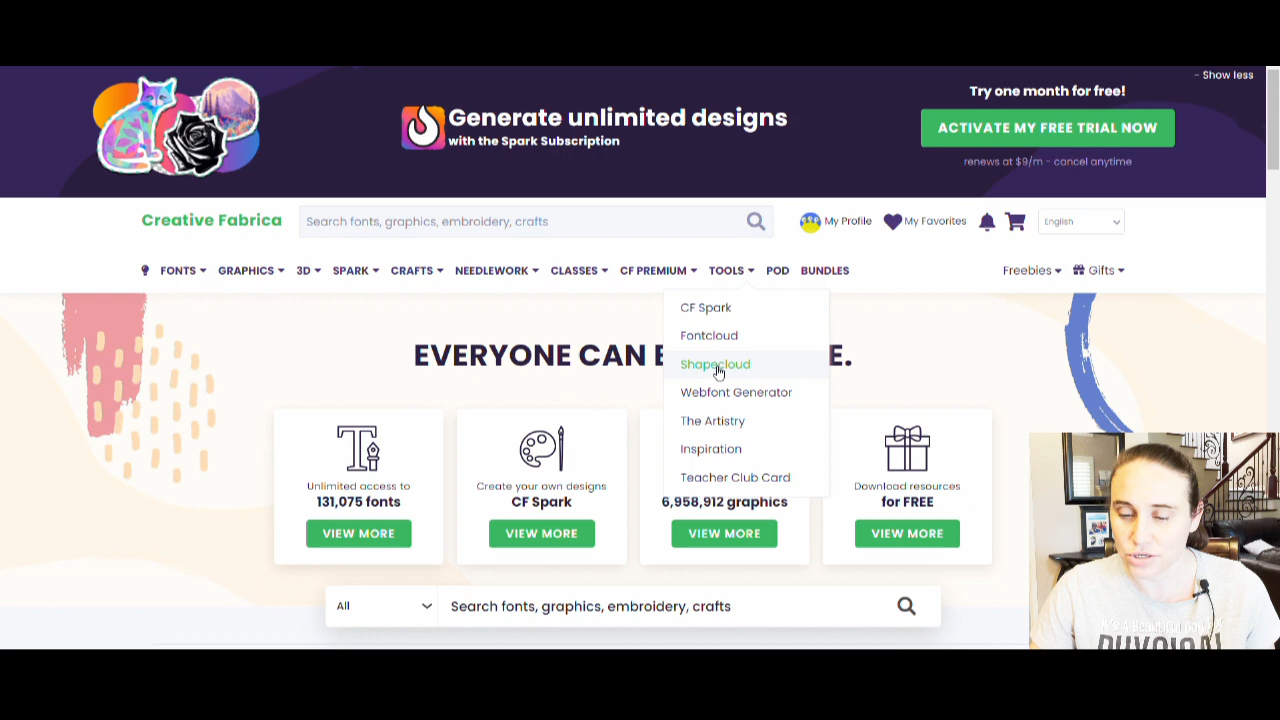 - Show less
Try one month for free!
Generate unlimited designs
with the Spark Subscription
ACTIVATE MY FREE TRIAL NOW
renews at $9/m - cancel anytime
Creative Fabrica
Search fonts, graphics, embroidery, crafts
My Profile
My Favorites
English
FONTS GRAPHICS 3D SPARK CRAFTS NEEDLEWORK CLASSES CF PREMIUM TOOLS POD BUNDLES Freebies Gifts
CF Spark
Fontcloud
Shapecloud
Webfont Generator
The Artistry
Inspiration
Teacher Club Card
EVERYONE CAN E E.
Unlimited access to
131,075 fonts
VIEW MORE
Create your own designs
CF Spark
VIEW MORE
6,958,912 graphics
VIEW MORE
Download resources
for FREE
VIEW MORE
All
Search fonts, graphics, embroidery, crafts